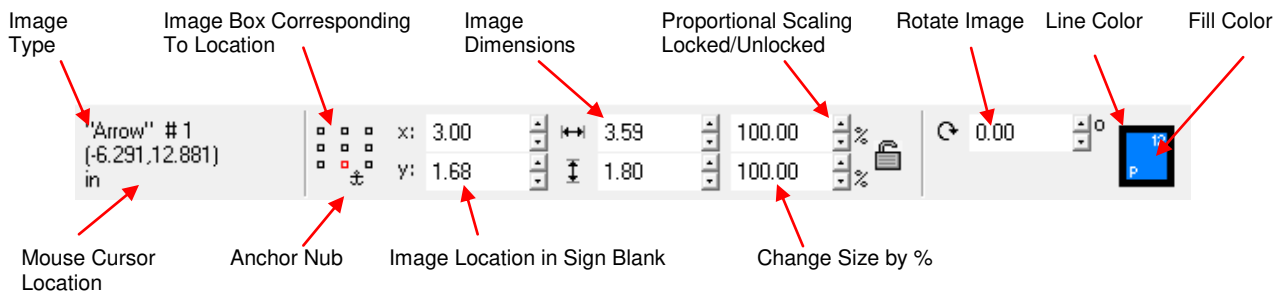 Image Type
Image Box Corresponding To Location
Image Dimensions
Proportional Scaling Locked/Unlocked
Rotate Image
Line Color
Fill Color
"Arrow" # 1
(-6.291,12.881)
in
x: 3.00
3.59
100.00 %
0.00 o
y: 1.68
1.80
100.00 %
P
Mouse Cursor Location
Anchor Nub
Image Location in Sign Blank
Change Size by %